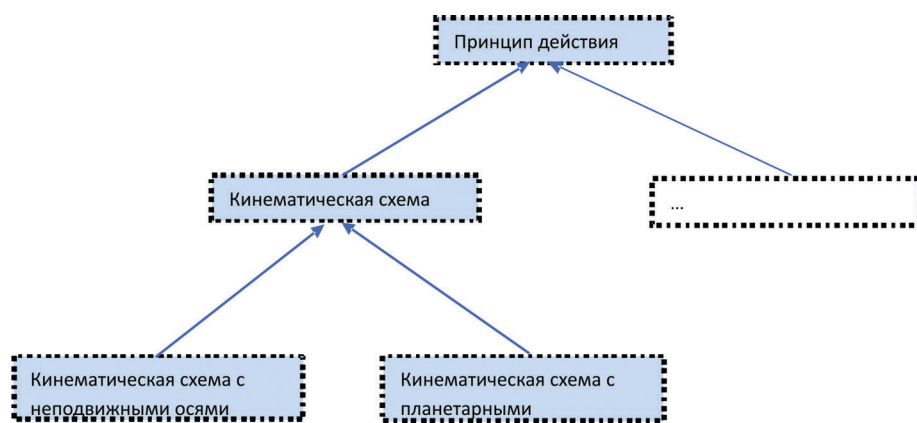 Принцип действия
Кинематическая схема
...
Кинематическая схема с
неподвижными осями
Кинематическая схема с
планетарными